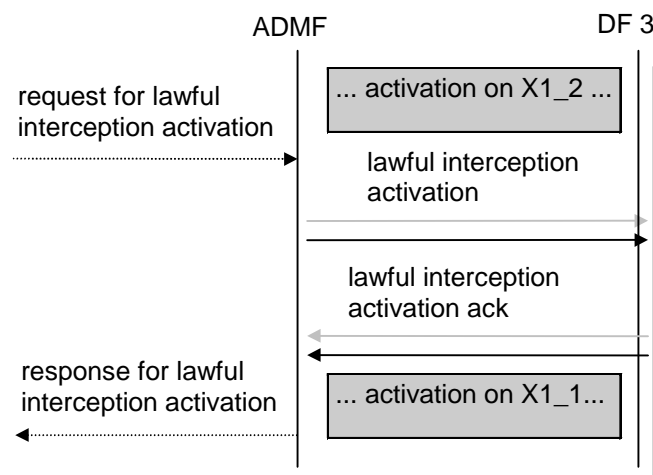 ADMF
DF 3
... activation on X1_2 ...
request for lawful
interception activation
lawful interception
activation
lawful interception
activation ack
response for lawful
interception activation
... activation on X1_1...